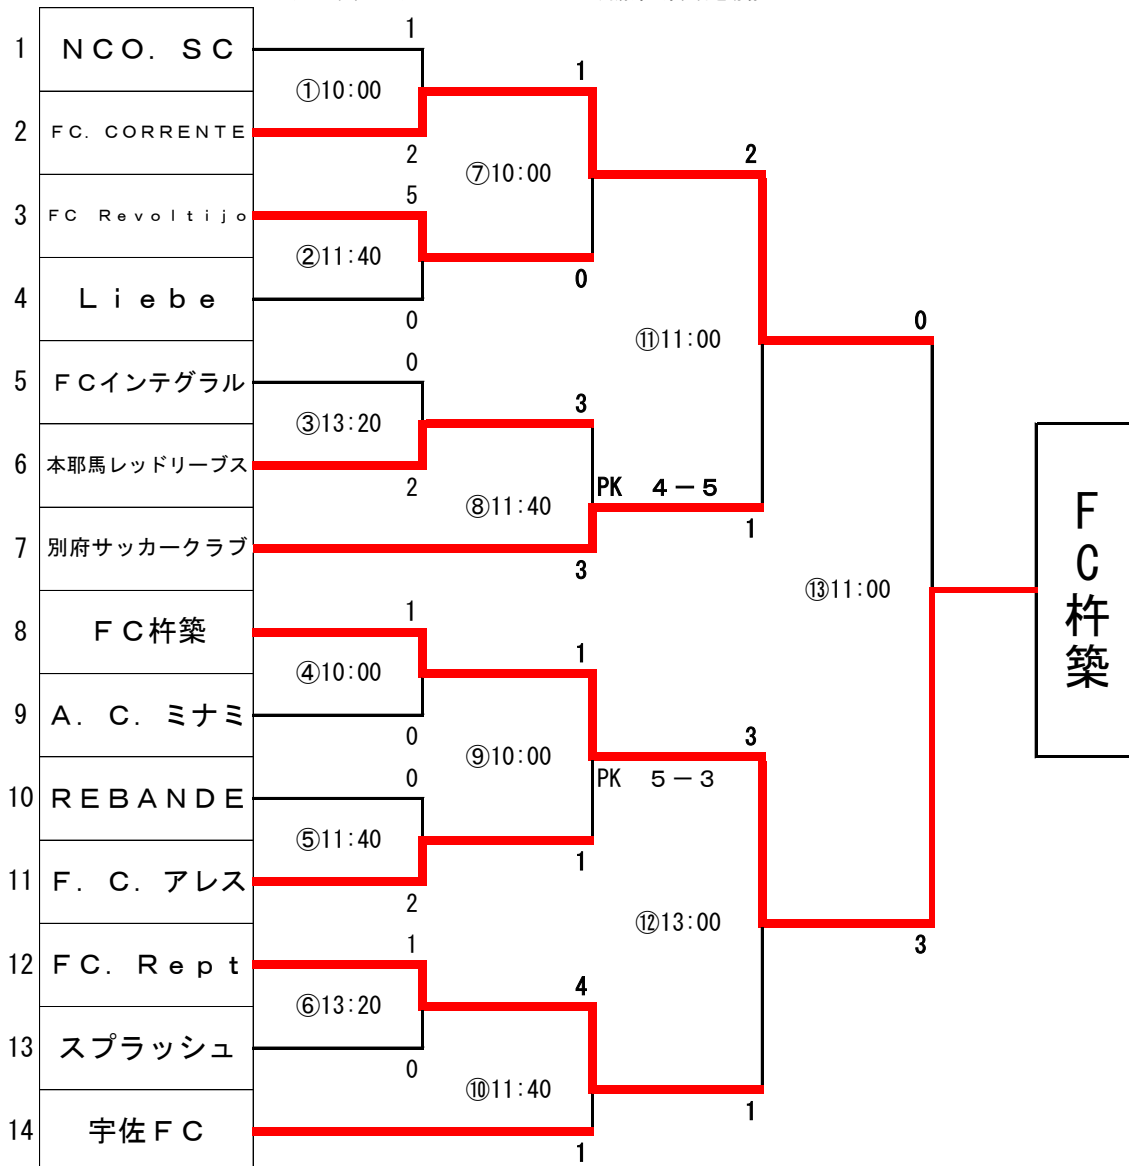 1
1 NCO. SC
①10:00
1
2 FC. CORRENTE
2
⑦10:00
2
5
3 FC Revoltijo
②11:40
0
4 Liebe
0
⑪11:00
0
0
5 FCインテグラル
3
③13:20
6 本耶馬レッドリーブス
2
PK 4-5
⑧11:40
1
7 別府サッカークラブ
3
⑬11:00
FC杵築
1
8 FC杵築
1
④10:00
9 A. C. ミナミ
0
3
⑨10:00
0
PK 5-3
10 REBANDE
⑤11:40
1
11 F. C. アレス
2
⑫13:00
1
3
12 FC. Rept
4
⑥13:20
13 スプラッシュ
0
⑩11:40
1
14 宇佐FC
1